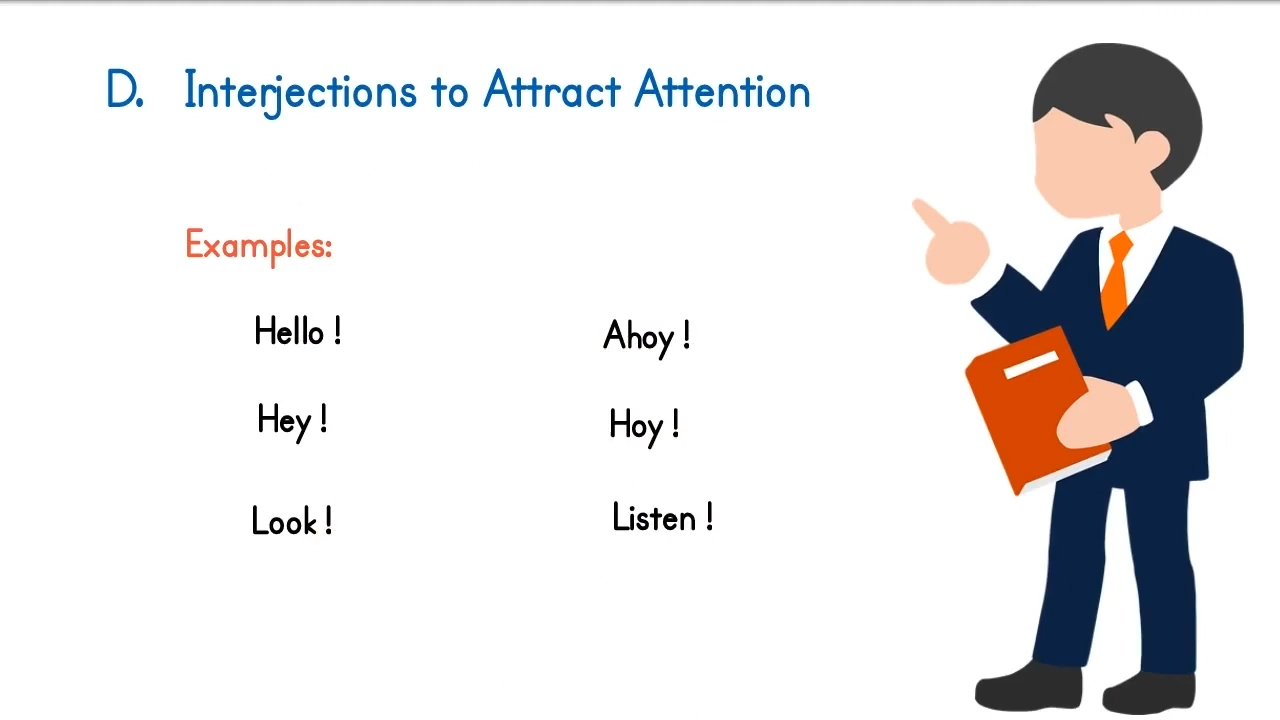 D. Interjections to Attract Attention
Examples:
Hello !
Ahoy !
Hey !
Hoy !
Look !
Listen !